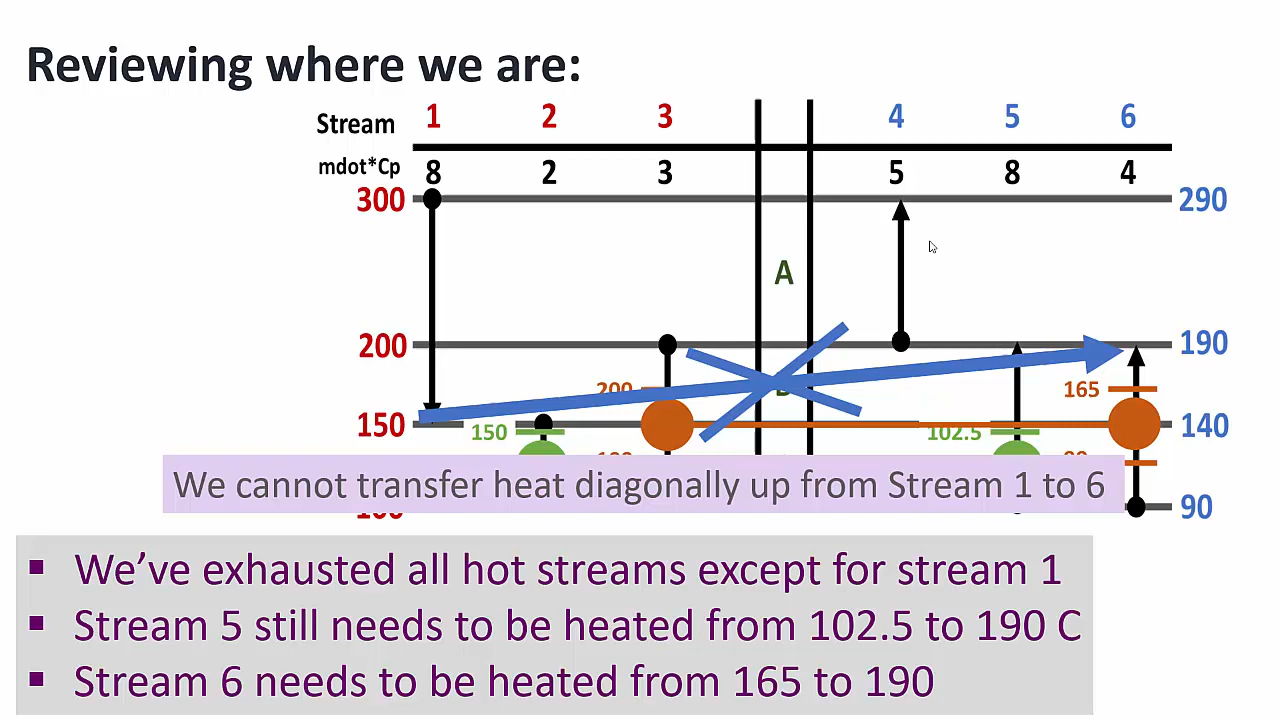 Reviewing where we are:
Stream 1 2 3 4 5 6
mdot*Cp 8 2 3 5 8 4
300 290
A
200 190
200 165
150 150 102.5 140
We cannot transfer heat diagonally up from Stream 1 to 6
90
▪ We’ve exhausted all hot streams except for stream 1
▪ Stream 5 still needs to be heated from 102.5 to 190 C
▪ Stream 6 needs to be heated from 165 to 190